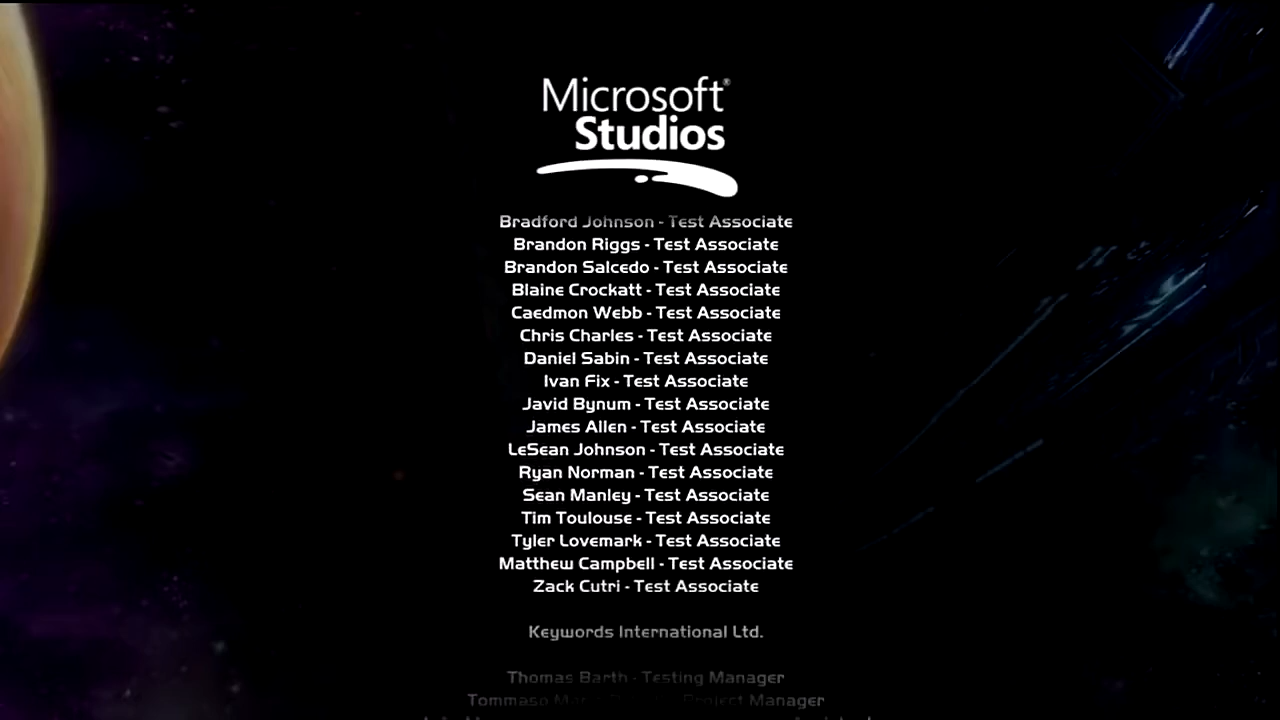 Microsoft®
Studios
Bradford Johnson - Test Associate
Brandon Riggs - Test Associate
Brandon Salcedo - Test Associate
Blaine Crockatt - Test Associate
Caedmon Webb - Test Associate
Chris Charles - Test Associate
Daniel Sabin - Test Associate
Ivan Fix - Test Associate
Javid Bynum - Test Associate
James Allen - Test Associate
LeSean Johnson - Test Associate
Ryan Norman - Test Associate
Sean Manley - Test Associate
Tim Toulouse - Test Associate
Tyler Lovemark - Test Associate
Matthew Campbell - Test Associate
Zack Cutri - Test Associate
Keywords International Ltd.
Thomas Barth - Testing Manager
Tommaso Project Manager